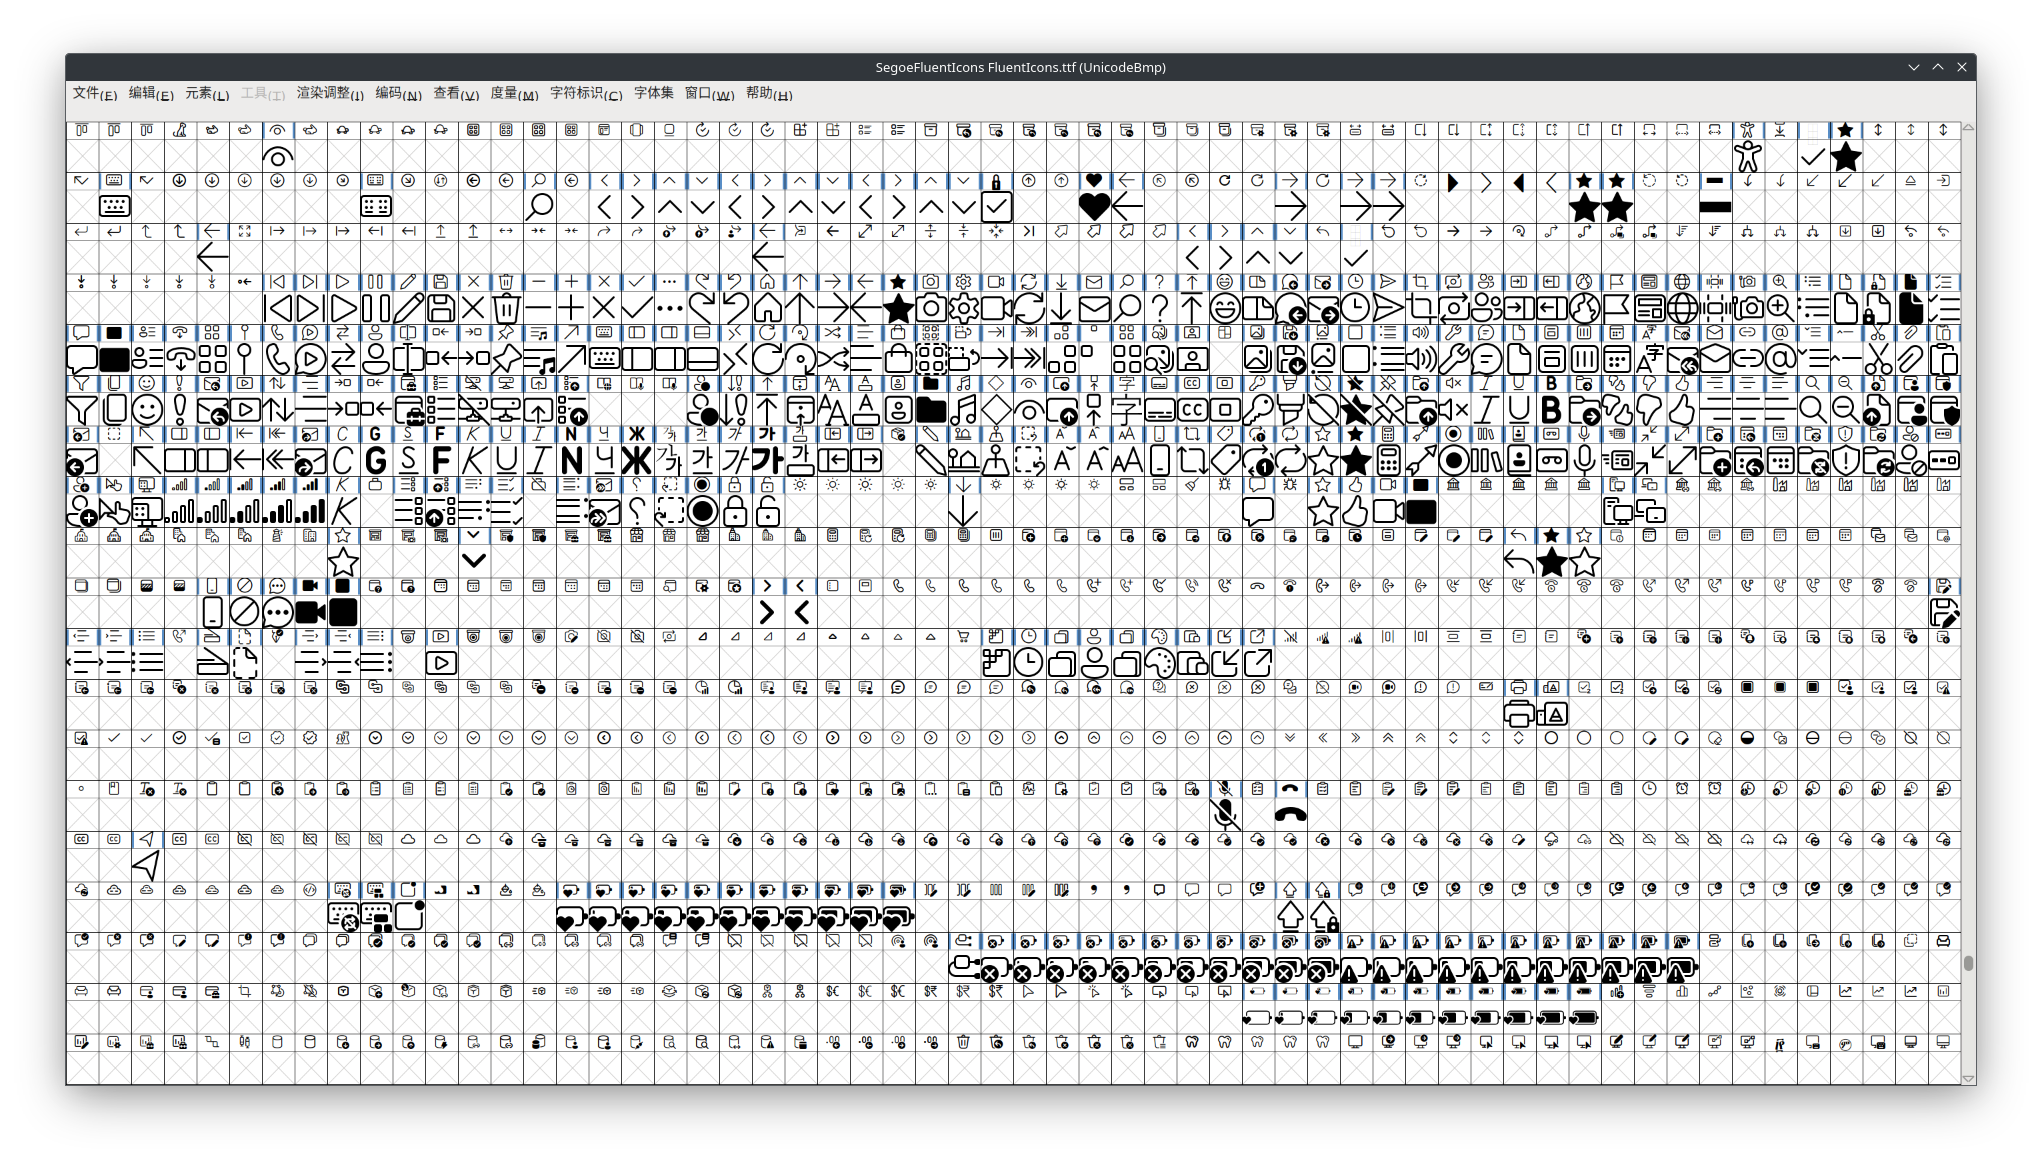 SegoeFluentIcons FluentIcons.ttf (UnicodeBmp)
文件(F) 编辑(E) 元素(L) 工具(T) 渲染调整(I) 编码(N) 查看(V) 度量(M) 字符标识(C) 字体集 窗口(W) 帮助(H)